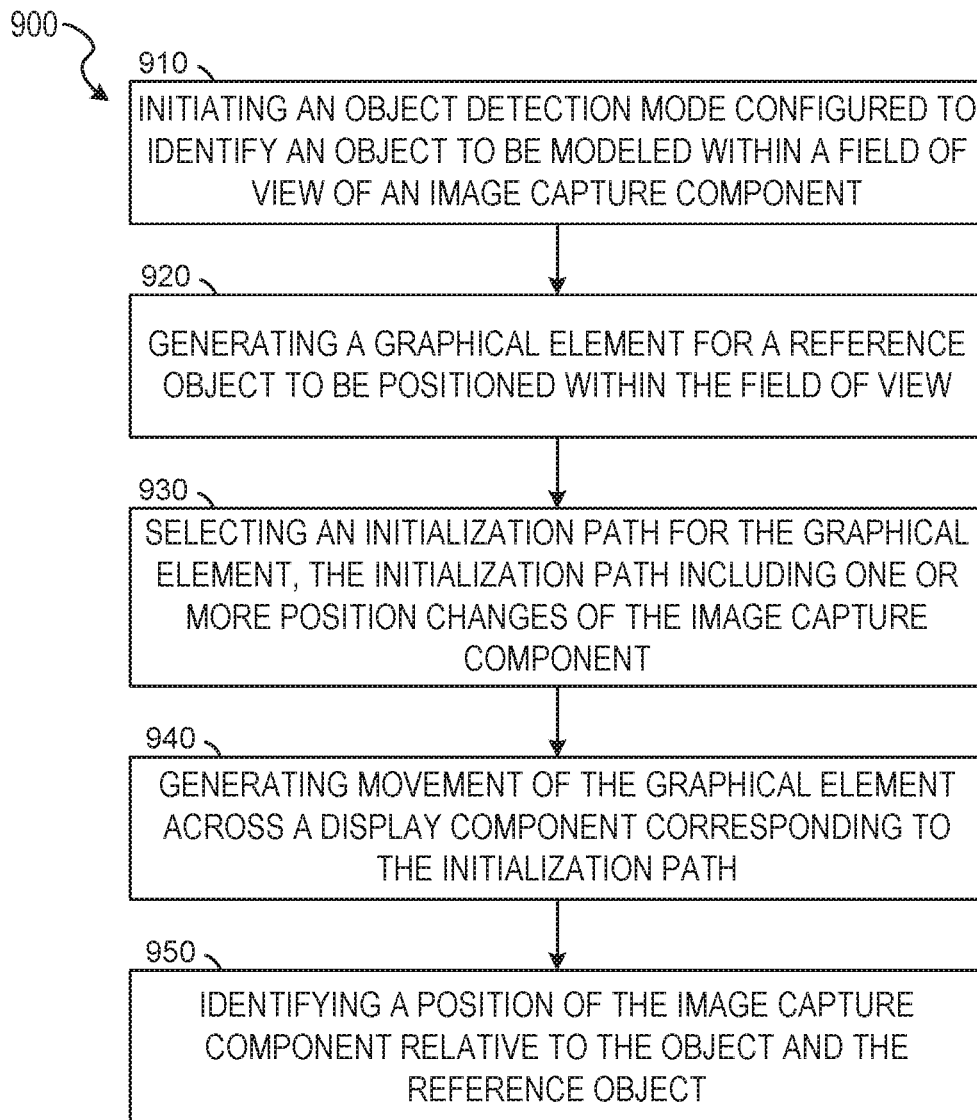 900
910
INITIATING AN OBJECT DETECTION MODE CONFIGURED TO
IDENTIFY AN OBJECT TO BE MODELED WITHIN A FIELD OF
VIEW OF AN IMAGE CAPTURE COMPONENT
920
GENERATING A GRAPHICAL ELEMENT FOR A REFERENCE
OBJECT TO BE POSITIONED WITHIN THE FIELD OF VIEW
930
SELECTING AN INITIALIZATION PATH FOR THE GRAPHICAL
ELEMENT, THE INITIALIZATION PATH INCLUDING ONE OR
MORE POSITION CHANGES OF THE IMAGE CAPTURE
COMPONENT
940
GENERATING MOVEMENT OF THE GRAPHICAL ELEMENT
ACROSS A DISPLAY COMPONENT CORRESPONDING TO
THE INITIALIZATION PATH
950
IDENTIFYING A POSITION OF THE IMAGE CAPTURE
COMPONENT RELATIVE TO THE OBJECT AND THE
REFERENCE OBJECT